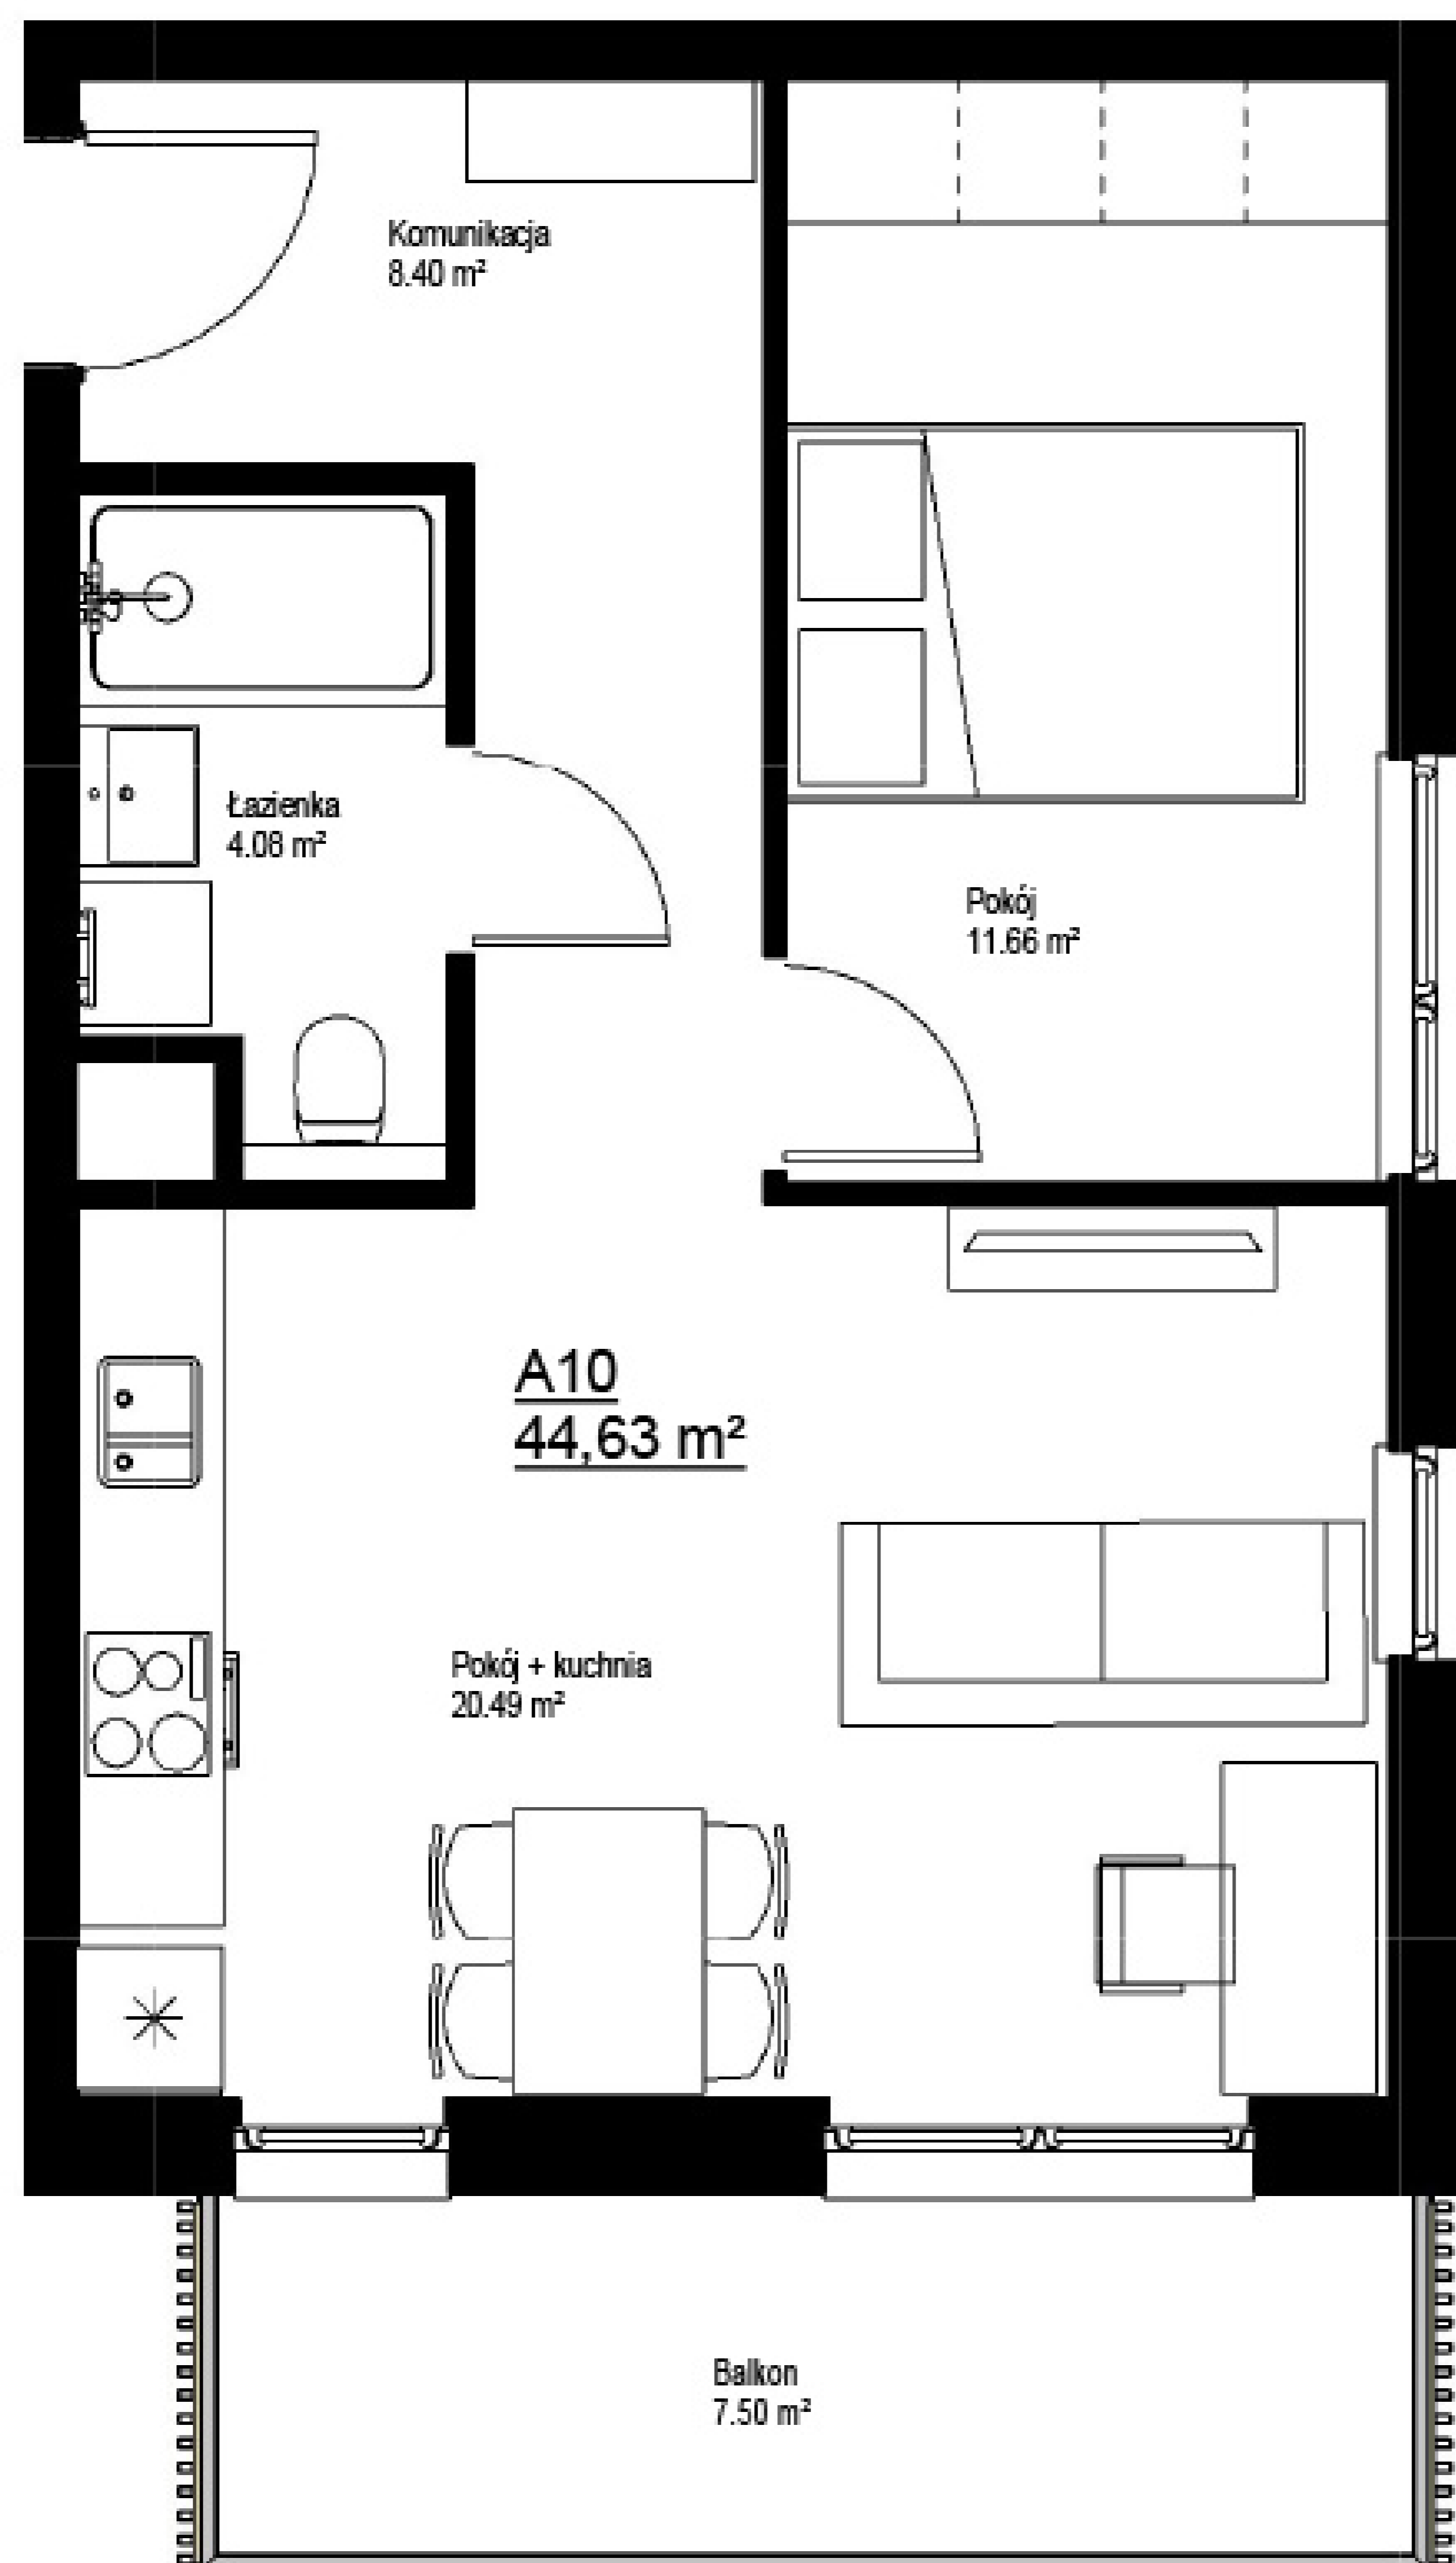 Komunikacja
8.40 m²
Łazienka
4.08 m²
Pokój
11.66 m²
A10
44,63 m²
Pokój + kuchnia
20.49 m²
Balkon
7.50 m²